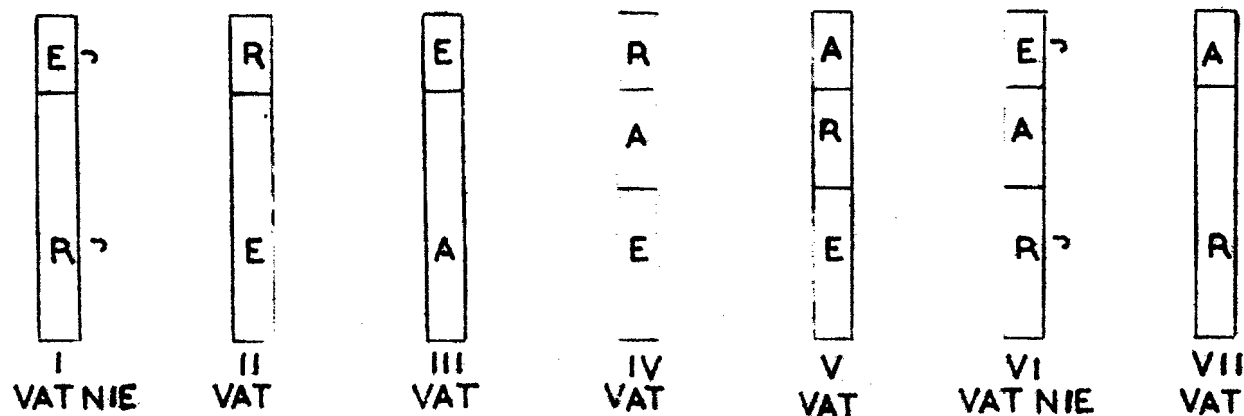 E R E R A E A
A R A
R E A E E R R
I II III IV V VI VII
VAT NIE VAT VAT VAT VAT VAT NIE VAT